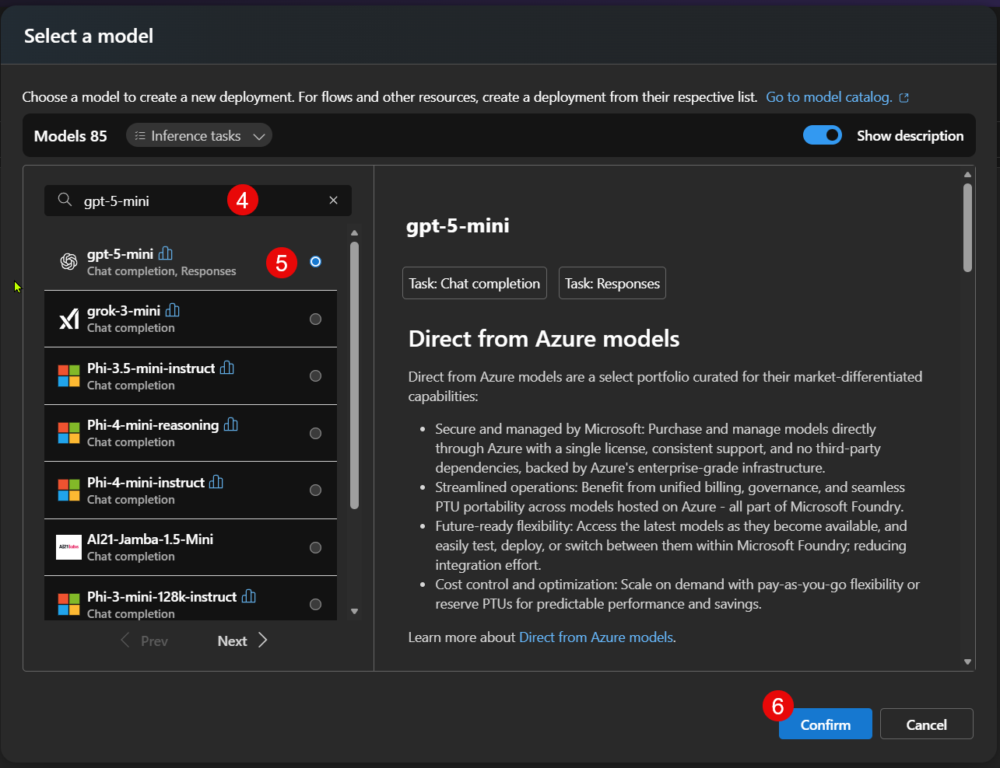 Select a model
Choose a model to create a new deployment. For flows and other resources, create a deployment from their respective list. Go to model catalog.
Models 85
Inference tasks
Show description
gpt-5-mini
4
gpt-5-mini
Chat completion, Responses
5
grok-3-mini
Chat completion
Phi-3.5-mini-instruct
Chat completion
Phi-4-mini-reasoning
Chat completion
Phi-4-mini-instruct
Chat completion
AI21labs
AI21-Jamba-1.5-Mini
Chat completion
Phi-3-mini-128k-instruct
Chat completion
Prev
Next
gpt-5-mini
Task: Chat completion
Task: Responses
Direct from Azure models
Direct from Azure models are a select portfolio curated for their market-differentiated
capabilities:
• Secure and managed by Microsoft: Purchase and manage models directly
through Azure with a single license, consistent support, and no third-party
dependencies, backed by Azure's enterprise-grade infrastructure.
• Streamlined operations: Benefit from unified billing, governance, and seamless
PTU portability across models hosted on Azure - all part of Microsoft Foundry.
• Future-ready flexibility: Access the latest models as they become available, and
easily test, deploy, or switch between them within Microsoft Foundry; reducing
integration effort.
• Cost control and optimization: Scale on demand with pay-as-you-go flexibility or
reserve PTUs for predictable performance and savings.
Learn more about Direct from Azure models.
6
Confirm
Cancel